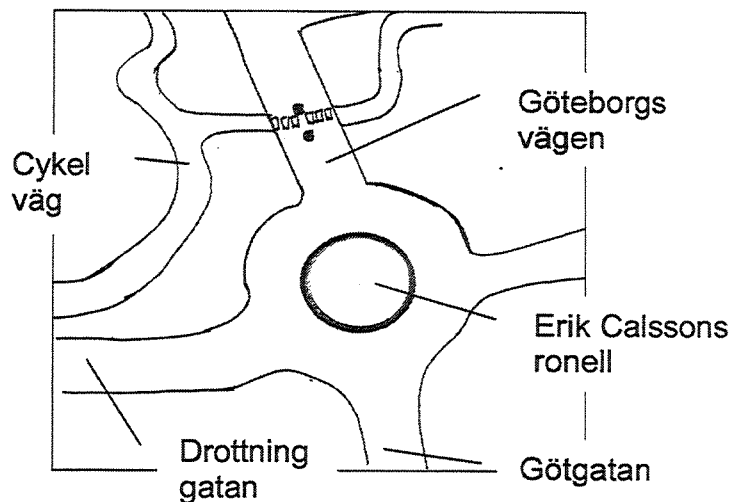 Göteborgs
vägen
Cykel
väg
Erik Calssons
ronell
Drottning
gatan
Götgatan